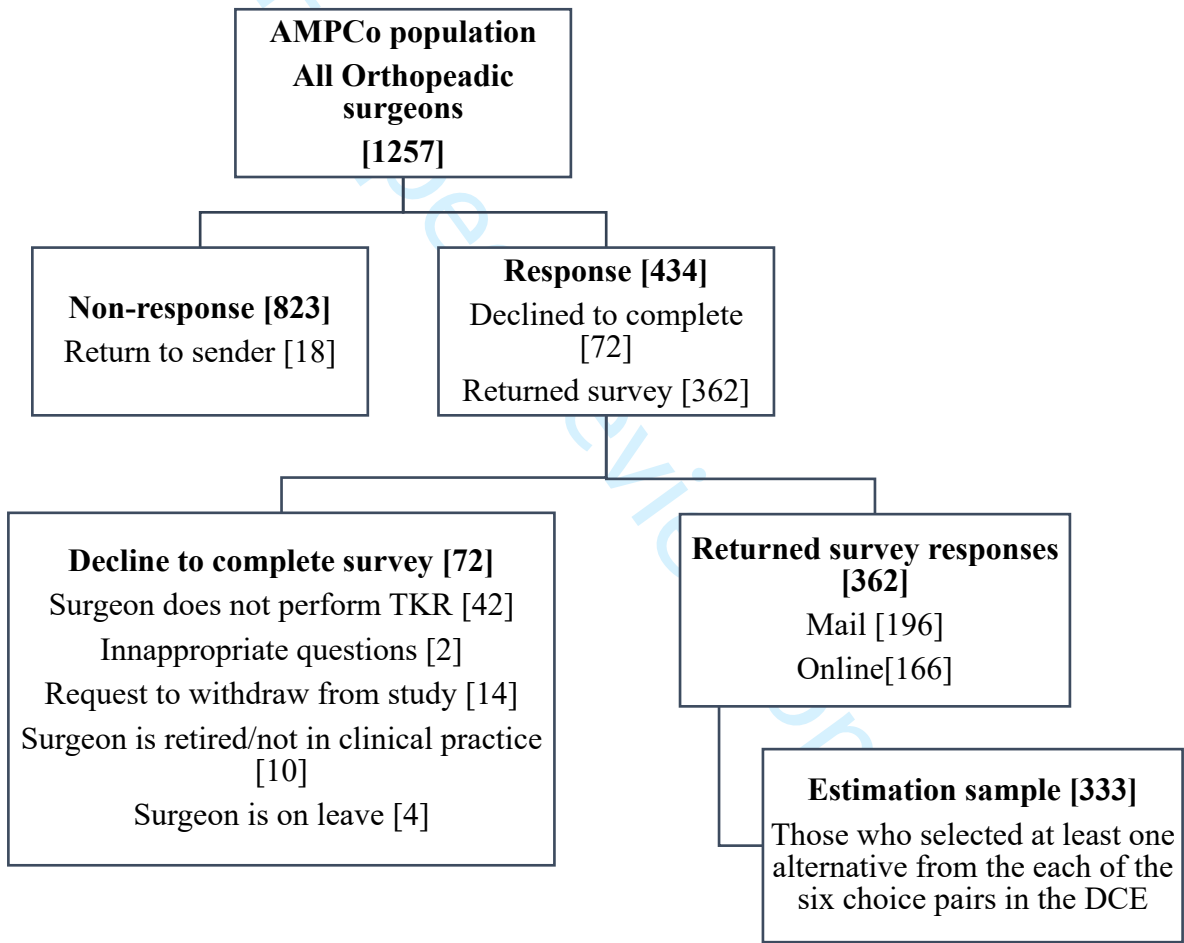 AMPCo population
All Orthopeadic
surgeons
[1257]
Non-response [823]
Return to sender [18]
Response [434]
Declined to complete
[72]
Returned survey [362]
Decline to complete survey [72]
Surgeon does not perform TKR [42]
Innappropriate questions [2]
Request to withdraw from study [14]
Surgeon is retired/not in clinical practice
[10]
Surgeon is on leave [4]
Returned survey responses
[362]
Mail [196]
Online[166]
Estimation sample [333]
Those who selected at least one
alternative from the each of the
six choice pairs in the DCE